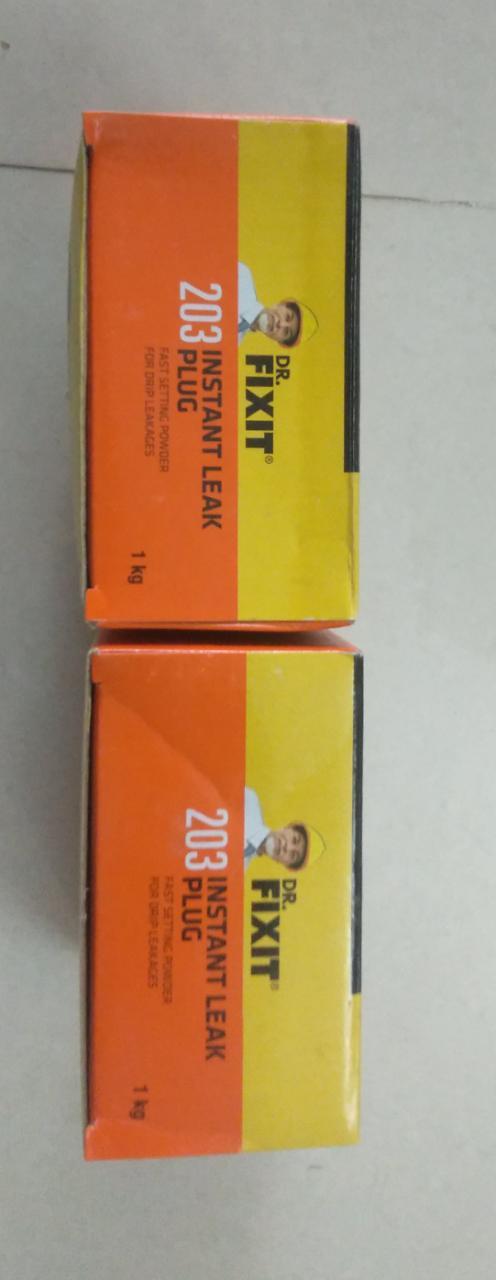 DR.
FIXIT®
203 INSTANT LEAK
PLUG
FAST SETTING POWDER
FOR DRIP LEAKAGES
1 kg
DR.
FIXIT®
203 INSTANT LEAK
PLUG
FAST SETTING POWDER
FOR DRIP LEAKAGES
1 kg